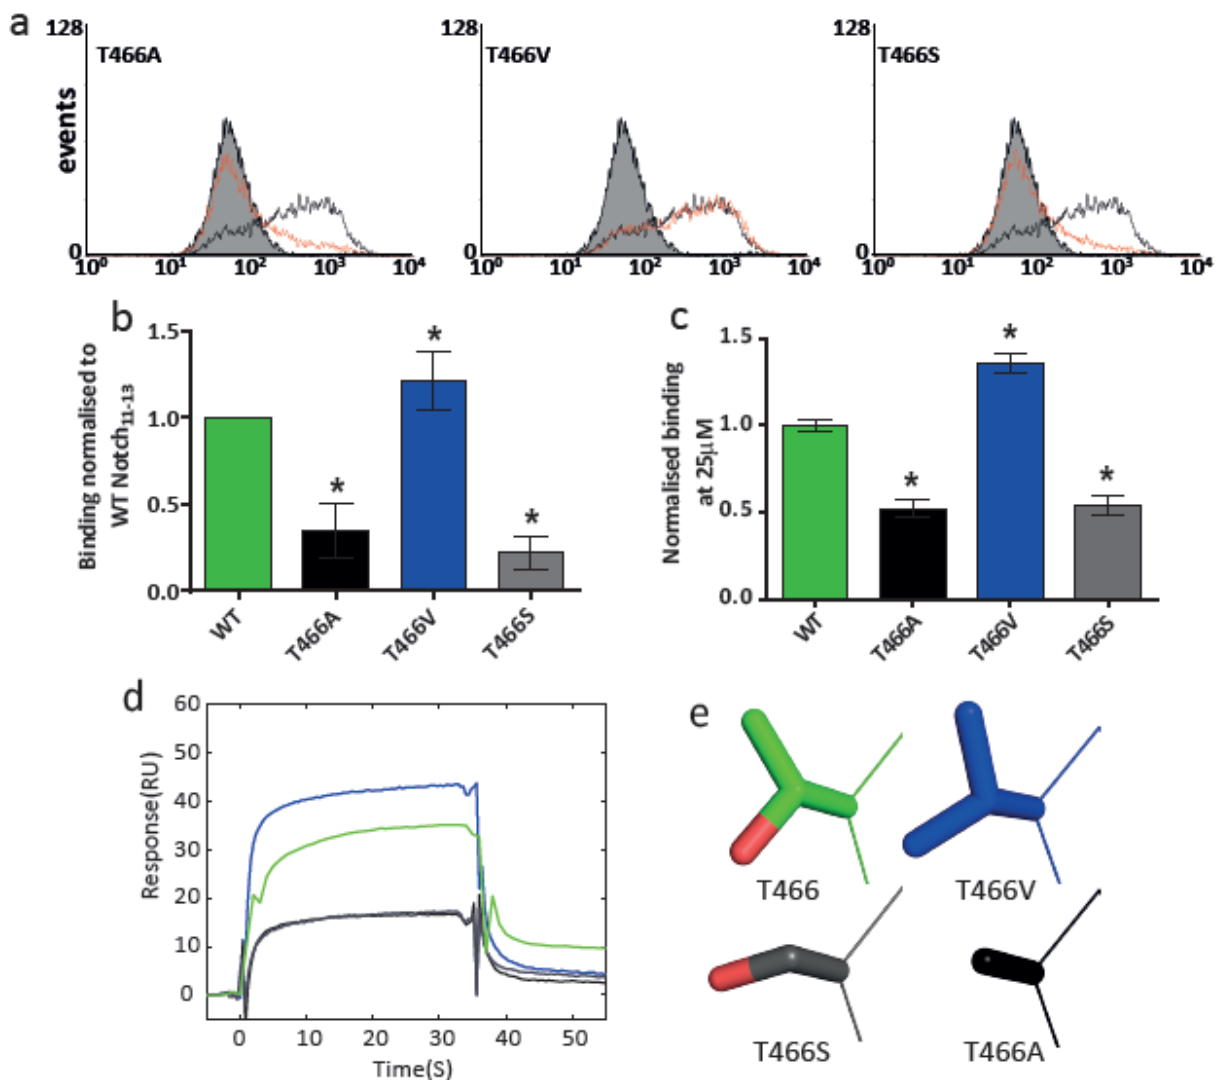 a
128
T466A
events
0
10⁰ 10¹ 10² 10³ 10⁴
128
T466V
0
10⁰ 10¹ 10² 10³ 10⁴
128
T466S
0
10⁰ 10¹ 10² 10³ 10⁴
b
Binding normalised to
WT Notch₁₁₋₁₃
1.5
1.0
0.5
0.0
*
*
*
WT T466A T466V T466S
c
Normalised binding
at 25µM
1.5
1.0
0.5
0.0
*
*
*
WT T466A T466V T466S
d
Response(RU)
60
50
40
30
20
10
0
0 10 20 30 40 50
Time(S)
e
T466 T466V
T466S T466A